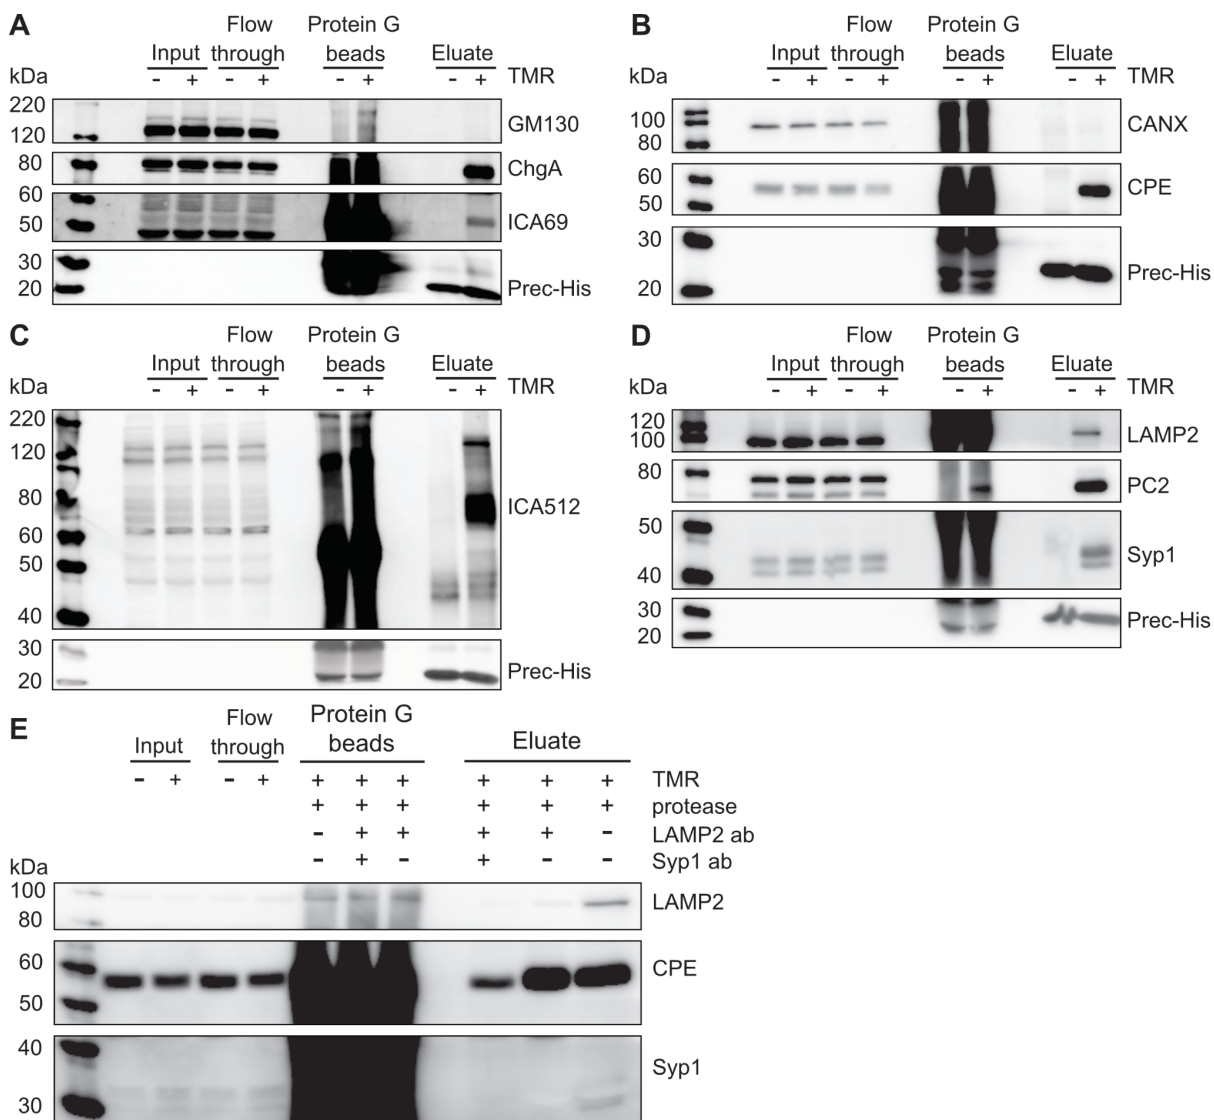 A
Flow
Protein G
Input through beads Eluate
kDa - + - + - + - + TMR
220
120
GM130
80
ChgA
60
50
ICA69
30
20
Prec-His
B
Flow
Protein G
Input through beads Eluate
kDa - + - + - + - + TMR
100
80
CANX
60
50
CPE
30
20
Prec-His
C
Flow
Protein G
Input through beads Eluate
kDa - + - + - + - + TMR
220
120
80
60
50
40
ICA512
30
20
Prec-His
D
Flow
Protein G
Input through beads Eluate
kDa - + - + - + - + TMR
120
100
LAMP2
80
PC2
50
40
Syp1
30
20
Prec-His
E
Flow
Protein G
Input through beads Eluate
- + - + + + + + + + TMR
+ + + + + + protease
- + + + + - LAMP2 ab
- + - + - - Syp1 ab
kDa
100
80
LAMP2
60
50
CPE
40
30
Syp1